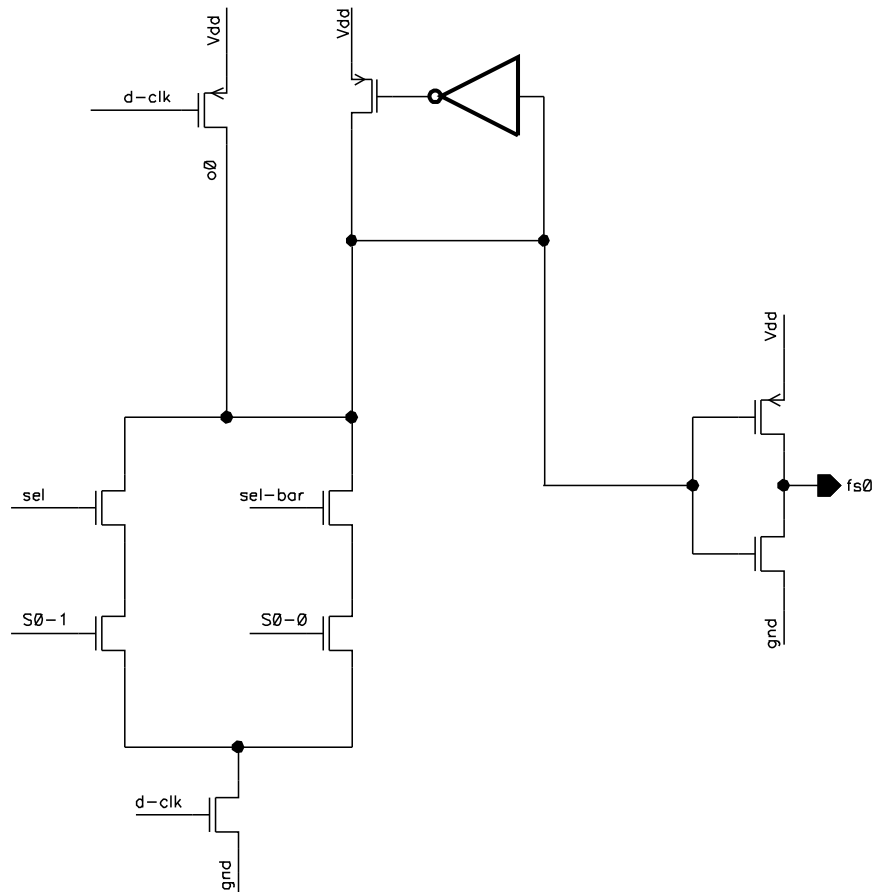 Vdd
Vdd
d-clk
o0
Vdd
sel
sel-bar
fs0
S0-1
S0-0
gnd
d-clk
gnd